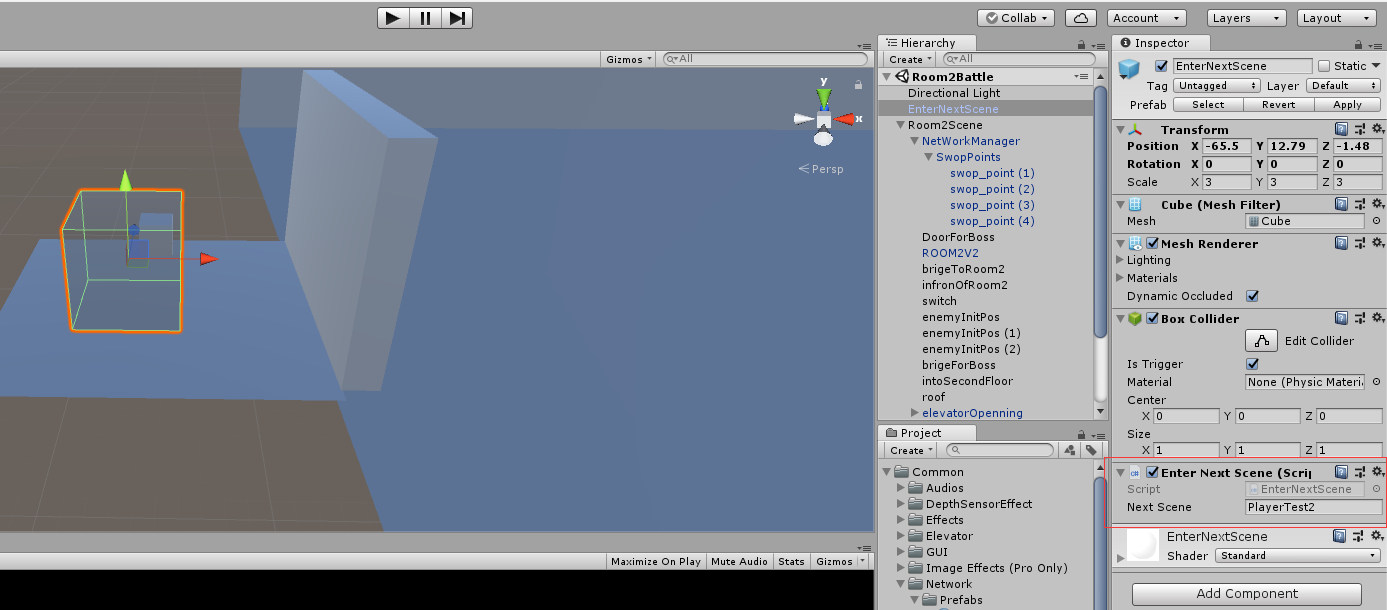 Collab
Account
Layers
Layout
Gizmos
All
y
x
Persp
Maximize On Play Mute Audio Stats Gizmos
Hierarchy
Create
All
Room2Battle
Directional Light
EnterNextScene
Room2Scene
NetWorkManager
SwopPoints
swop_point (1)
swop_point (2)
swop_point (3)
swop_point (4)
DoorForBoss
ROOM2V2
brigeToRoom2
infronOfRoom2
switch
enemyInitPos
enemyInitPos (1)
enemyInitPos (2)
brigeForBoss
intoSecondFloor
roof
elevatorOpenning
Project
Create
Common
Audios
DepthSensorEffect
Effects
Elevator
GUI
Image Effects (Pro Only)
Network
Prefabs
Inspector
EnterNextScene Static
Tag Untagged Layer Default
Prefab Select Revert Apply
Transform
Position X -65.5 Y 12.79 Z -1.48
Rotation X 0 Y 0 Z 0
Scale X 3 Y 3 Z 3
Cube (Mesh Filter)
Mesh Cube
Mesh Renderer
Lighting
Materials
Dynamic Occluded
Box Collider
Edit Collider
Is Trigger
Material None (Physic Materi
Center
X 0 Y 0 Z 0
Size
X 1 Y 1 Z 1
c# Enter Next Scene (Scrip
Script EnterNextScene
Next Scene PlayerTest2
EnterNextScene
Shader Standard
Add Component